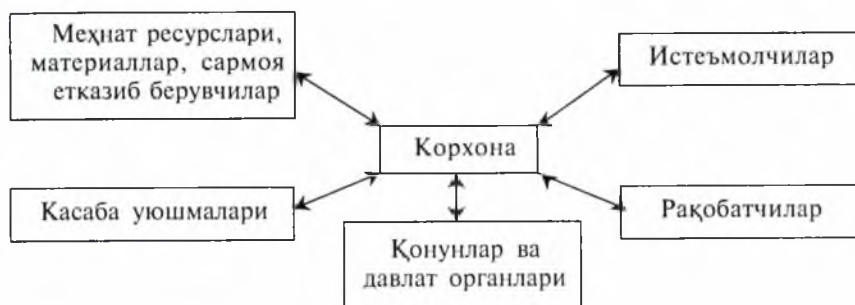 Меҳнат ресурслари,
материаллар, сармоя
етказиб берувчилар
Истеъмолчилар
Корхона
Касаба уюшмалари
Рақобатчилар
Қонунлар ва
давлат органлари